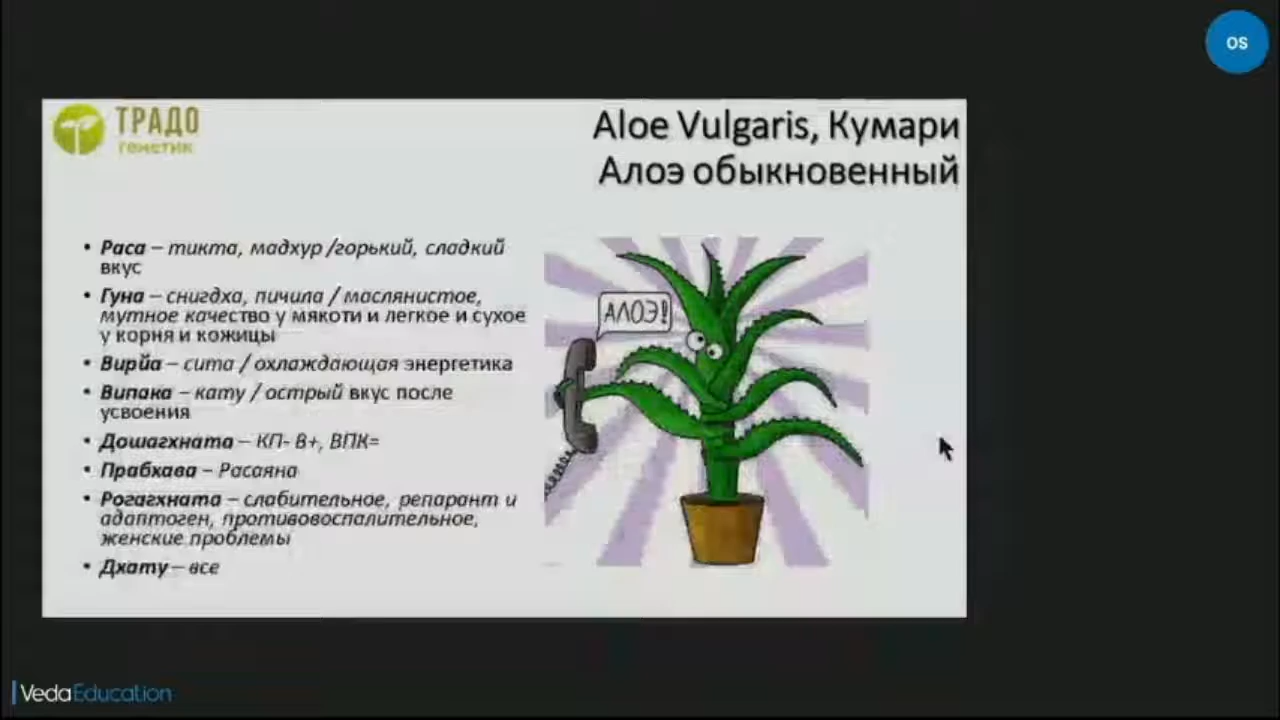 OS
ТРАДО
генетик
Aloe Vulgaris, Кумари
Алоэ обыкновенный
• Раса – тикта, мадхур /горький, сладкий
вкус
• Гуна – снигдха, пичила / маслянистое,
мутное качество у мякоти и легкое и сухое
у корня и кожицы
• Вирйа – сита / охлаждающая энергетика
• Випака – кату / острый вкус после
усвоения
• Дошагхната – КП- В+, ВПК=
• Прабхава – Расаяна
• Рогагхната – слабительное, репарант и
адаптоген, противовоспалительное,
женские проблемы
• Дхату – все
АЛОЭ!
VedaEducation